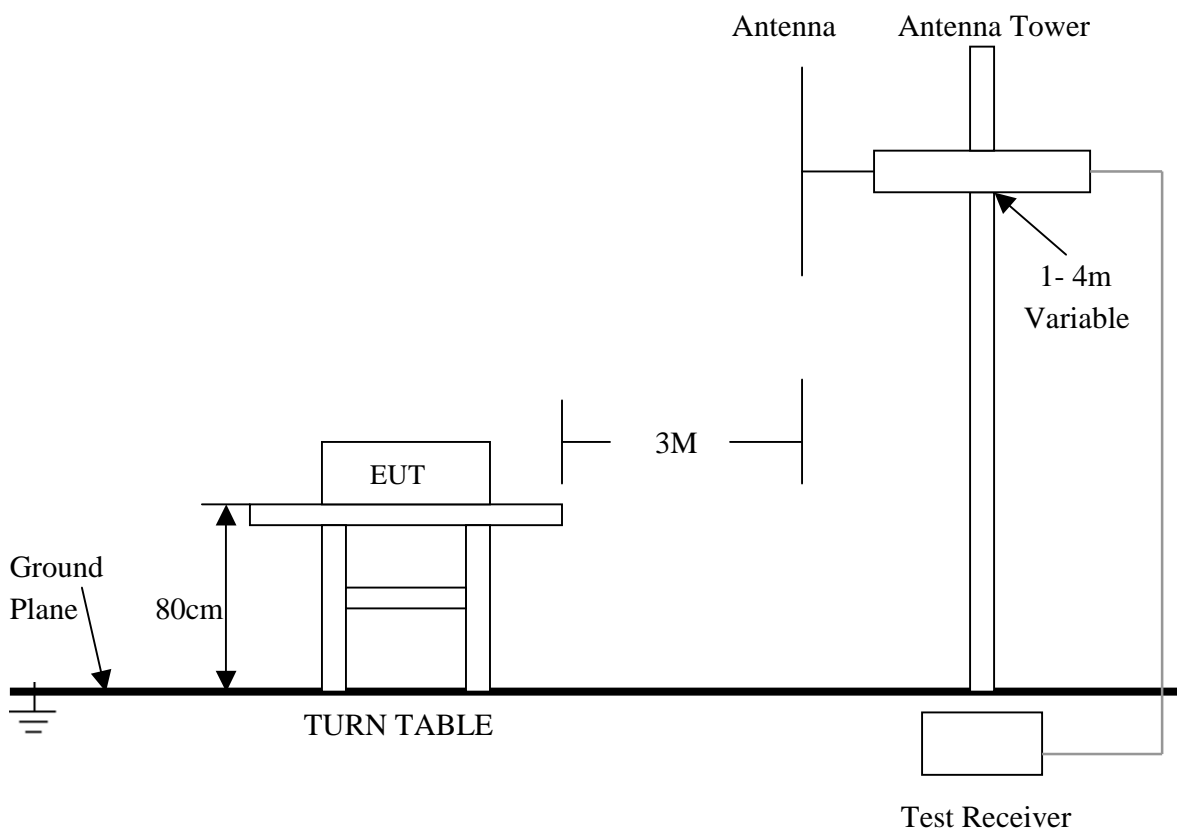 Antenna
Antenna Tower
1- 4m
Variable
3M
EUT
Ground
Plane
80cm
TURN TABLE
Test Receiver